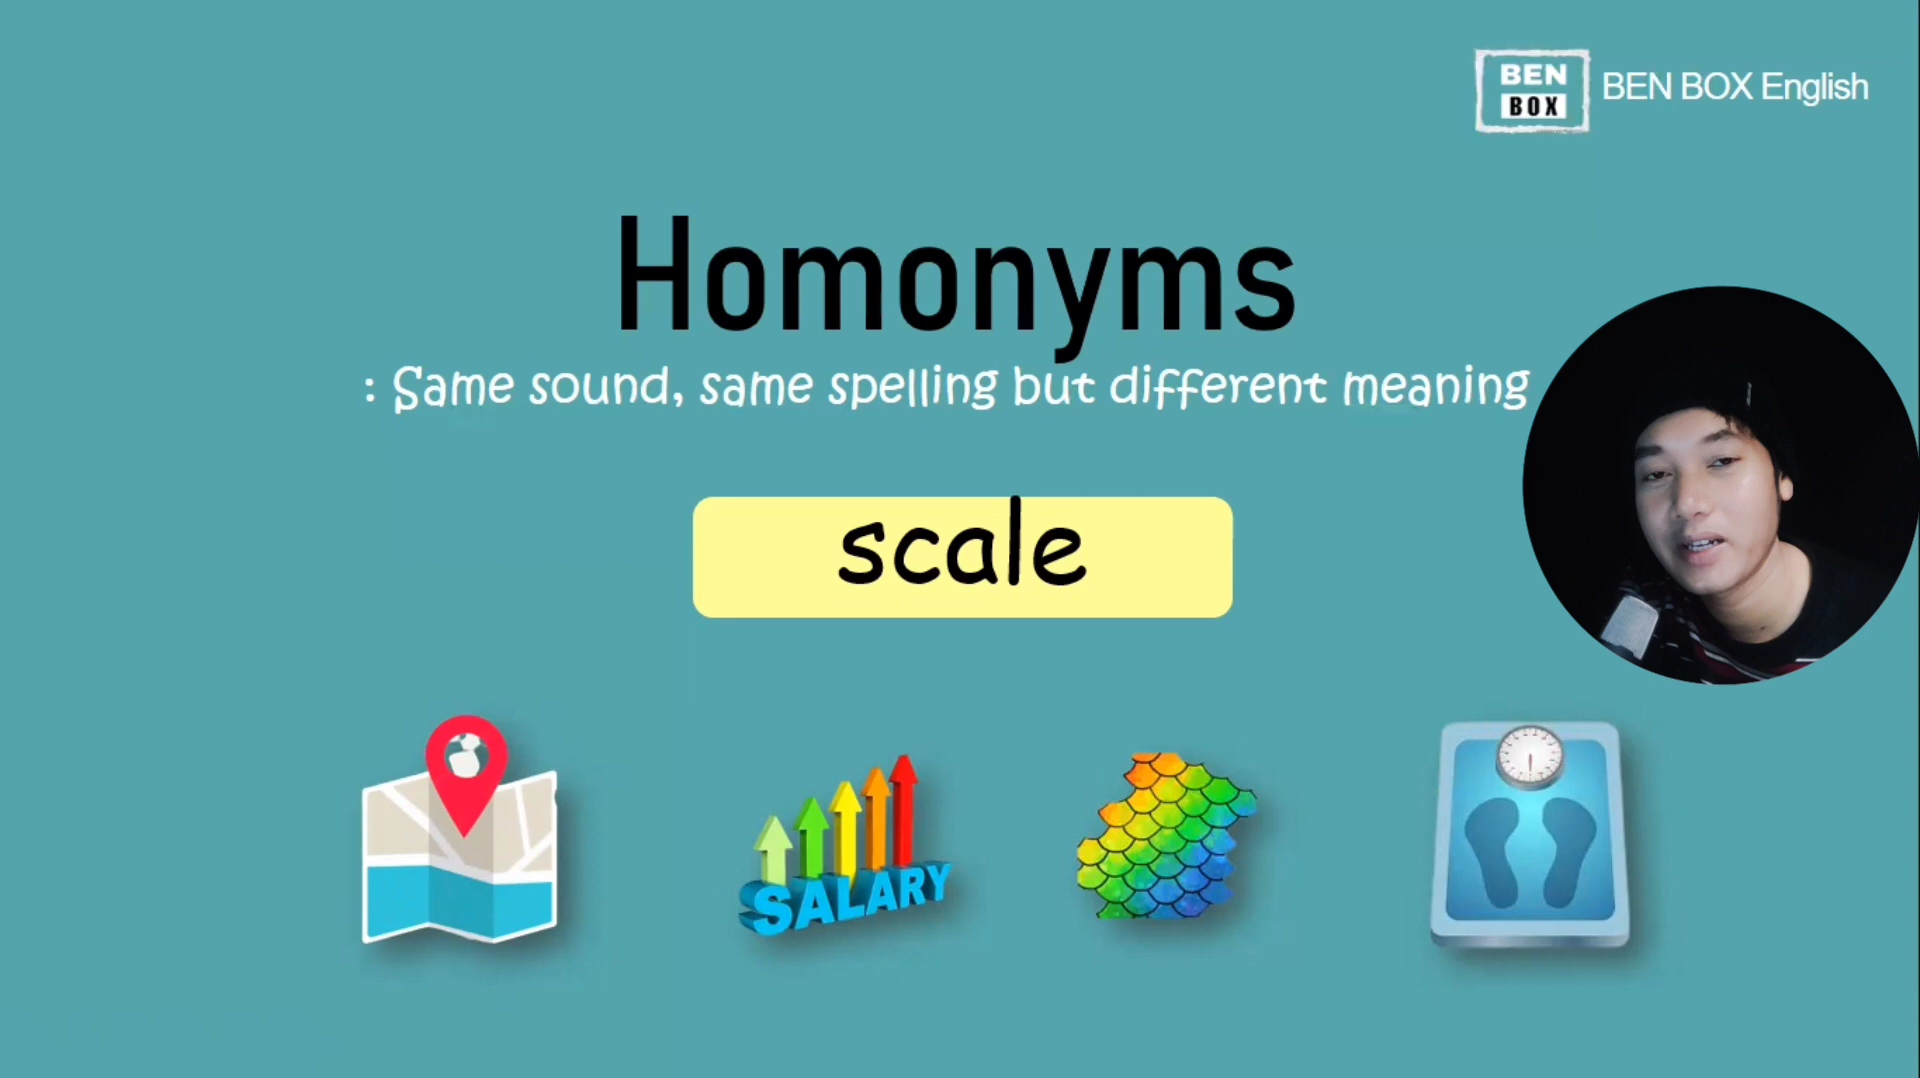 BEN
BOX
BEN BOX English
Homonyms
: Same sound, same spelling but different meaning
scale
SALARY